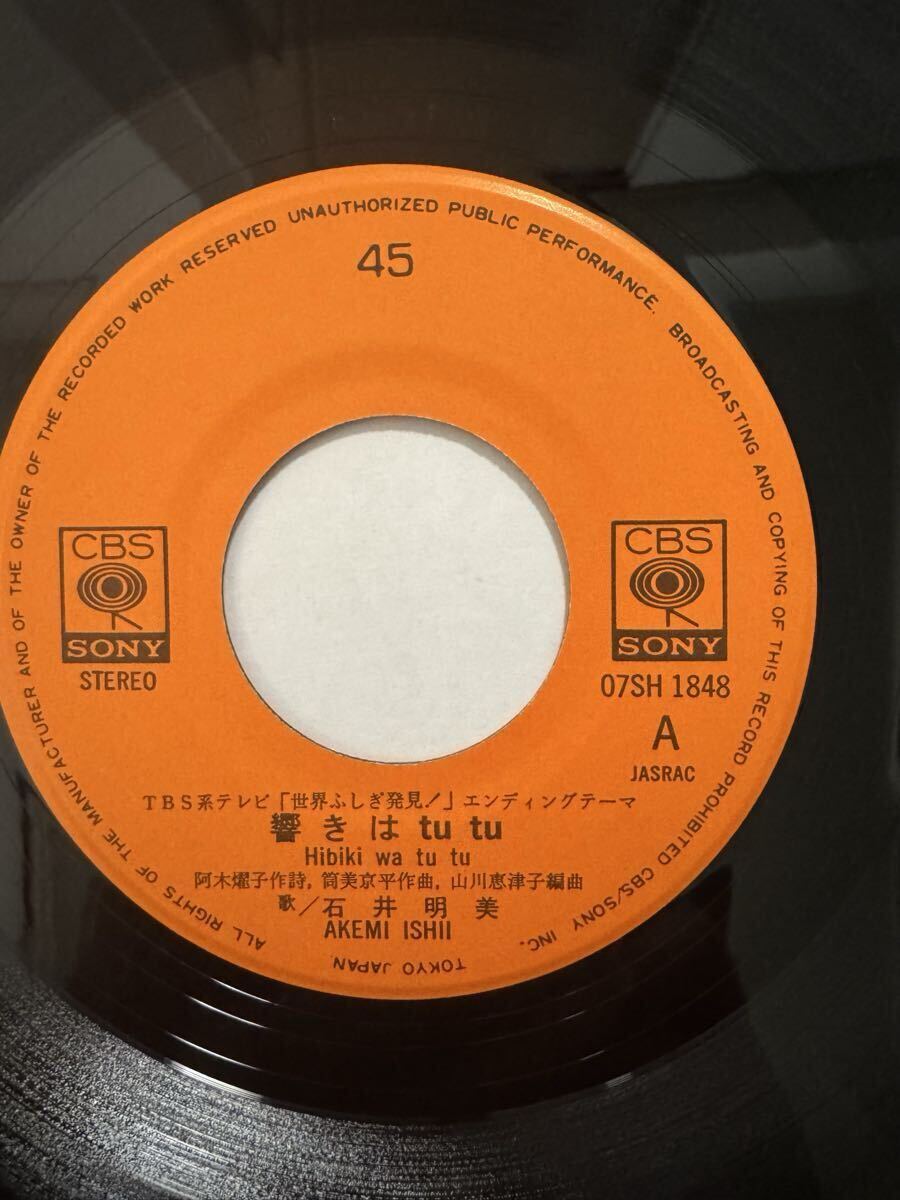 45
CBS
SONY
STEREO
CBS
SONY
07SH 1848
A
JASRAC
TBS系テレビ「世界ふしぎ発見!」エンディングテーマ
響きは tu tu
Hibiki wa tu tu
阿木燿子作詩, 筒美京平作曲, 山川恵津子編曲
歌/石井明美
AKEMI ISHII
ALL RIGHTS OF THE MANUFACTURER AND OF THE OWNER OF THE RECORDED WORK RESERVED UNAUTHORIZED PUBLIC PERFORMANCE. BROADCASTING AND COPYING OF THIS RECORD PROHIBITED CBS/SONY INC.
TOKYO JAPAN